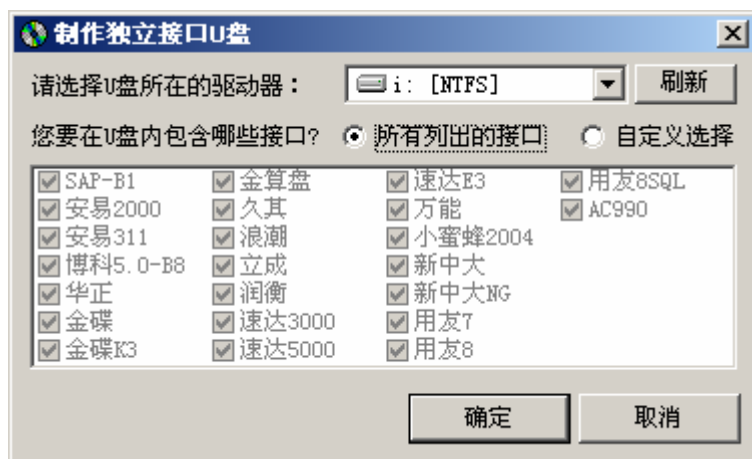 制作独立接口U盘
请选择U盘所在的驱动器： i: [NTFS] 刷新
您要在U盘内包含哪些接口? 所有列出的接口 自定义选择
SAP-B1 金算盘 速达E3 用友8SQL
安易2000 久其 万能 AC990
安易311 浪潮 小蜜蜂2004
博科5.0-B8 立成 新中大
华正 润衡 新中大NG
金碟 速达3000 用友7
金碟K3 速达5000 用友8
确定 取消